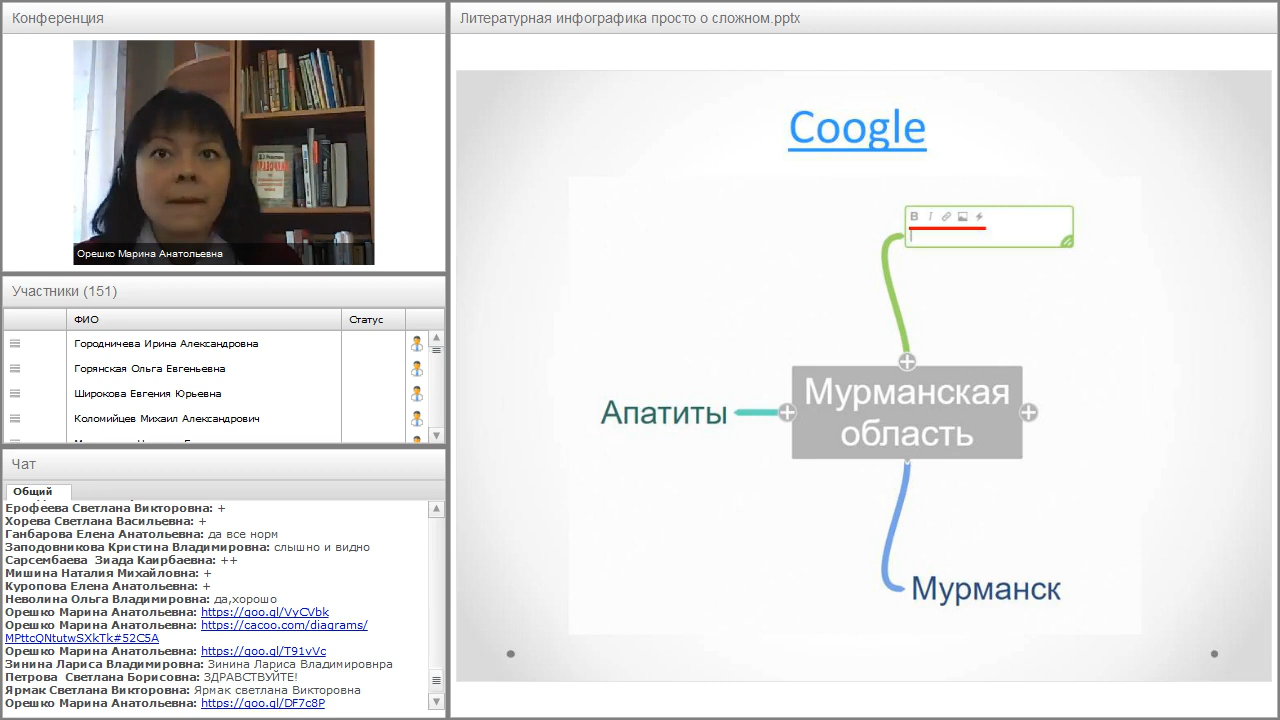 Конференция
Орешко Марина Анатольевна
Участники (151)
ФИО Статус
Городничева Ирина Александровна
Горянская Ольга Евгеньевна
Широкова Евгения Юрьевна
Коломийцев Михаил Александрович
Чат
Общий
Ерофеева Светлана Викторовна: +
Хорева Светлана Васильевна: +
Ганбарова Елена Анатольевна: да все норм
Заподовникова Кристина Владимировна: слышно и видно
Сарсембаева Зиада Каирбаевна: ++
Мишина Наталия Михайловна: +
Куропова Елена Анатольевна: +
Неволина Ольга Владимировна: да,хорошо
Орешко Марина Анатольевна: https://goo.gl/VyCVbk
Орешко Марина Анатольевна: https://cacoo.com/diagrams/
MPttcQNtutwSXkTk#52C5A
Орешко Марина Анатольевна: https://goo.gl/T91vVc
Зинина Лариса Владимировна: Зинина Лариса Владимировнра
Петрова Светлана Борисовна: ЗДРАВСТВУЙТЕ!
Ярмак Светлана Викторовна: Ярмак светлана Викторовна
Орешко Марина Анатольевна: https://goo.gl/DF7c8P
Литературная инфографика просто о сложном.pptx
Coogle
B I
Мурманская
область
Апатиты
Мурманск